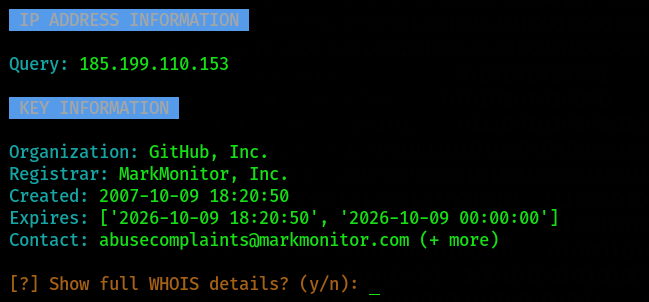 IP ADDRESS INFORMATION
Query: 185.199.110.153
KEY INFORMATION
Organization: GitHub, Inc.
Registrar: MarkMonitor, Inc.
Created: 2007-10-09 18:20:50
Expires: ['2026-10-09 18:20:50', '2026-10-09 00:00:00']
Contact: abusecomplaints@markmonitor.com (+ more)
[?] Show full WHOIS details? (y/n): _